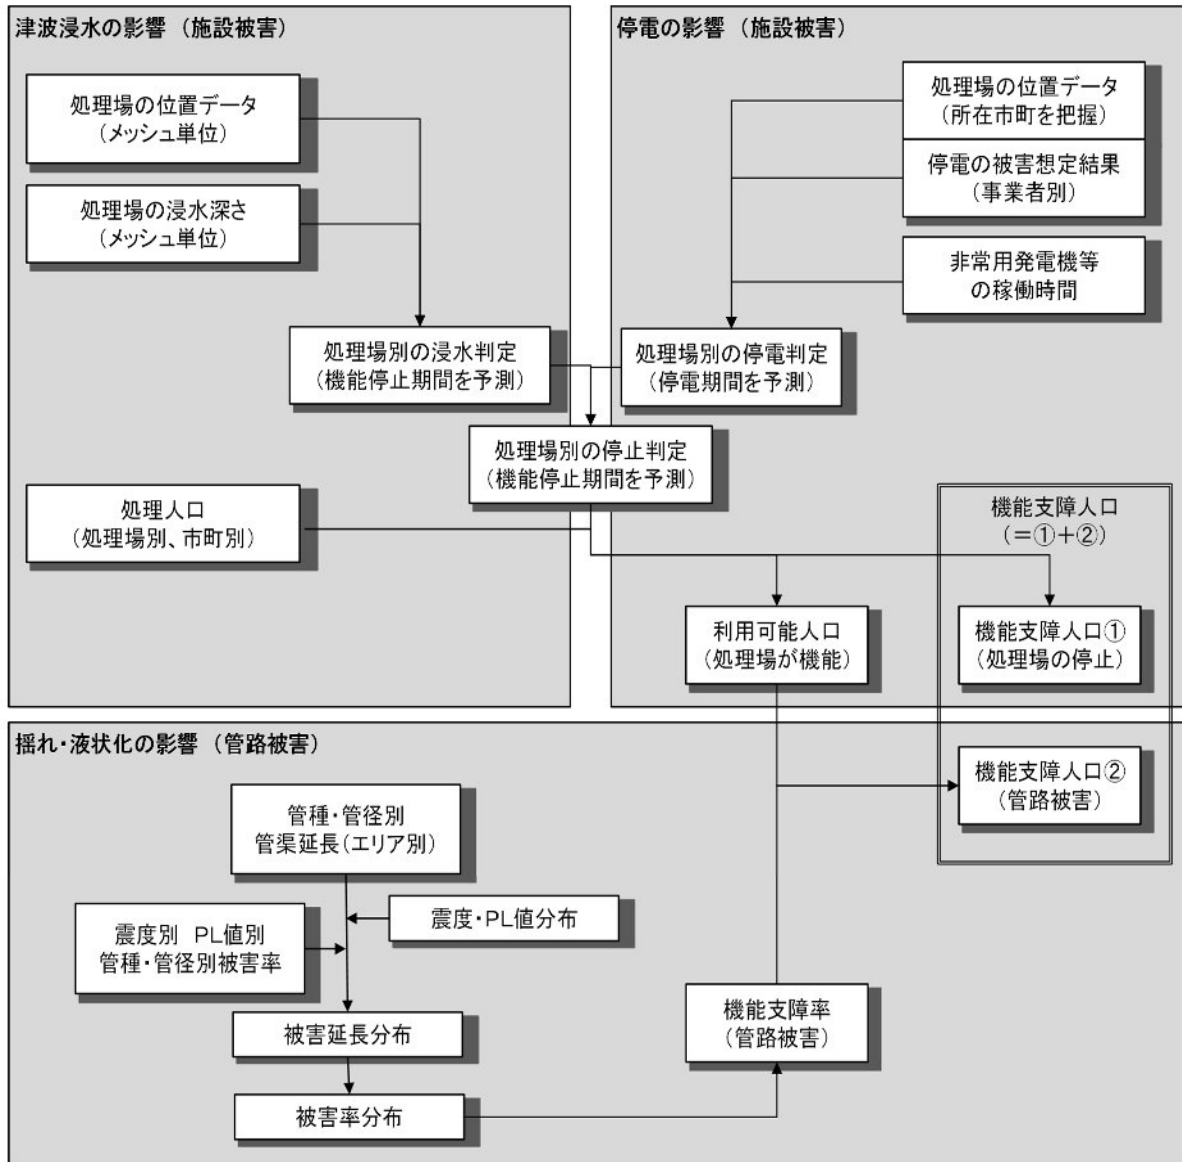 津波浸水の影響（施設被害）
処理場の位置データ
（メッシュ単位）
処理場の浸水深さ
（メッシュ単位）
処理場別の浸水判定
（機能停止期間を予測）
停電の影響（施設被害）
処理場の位置データ
（所在市町を把握）
停電の被害想定結果
（事業者別）
非常用発電機等
の稼働時間
処理場別の停電判定
（停電期間を予測）
処理場別の停止判定
（機能停止期間を予測）
処理人口
（処理場別、市町別）
機能支障人口
（＝①＋②）
利用可能人口
（処理場が機能）
機能支障人口①
（処理場の停止）
揺れ・液状化の影響（管路被害）
機能支障人口②
（管路被害）
管種・管径別
管渠延長（エリア別）
震度・PL値分布
震度別　PL値別
管種・管径別被害率
被害延長分布
被害率分布
機能支障率
（管路被害）